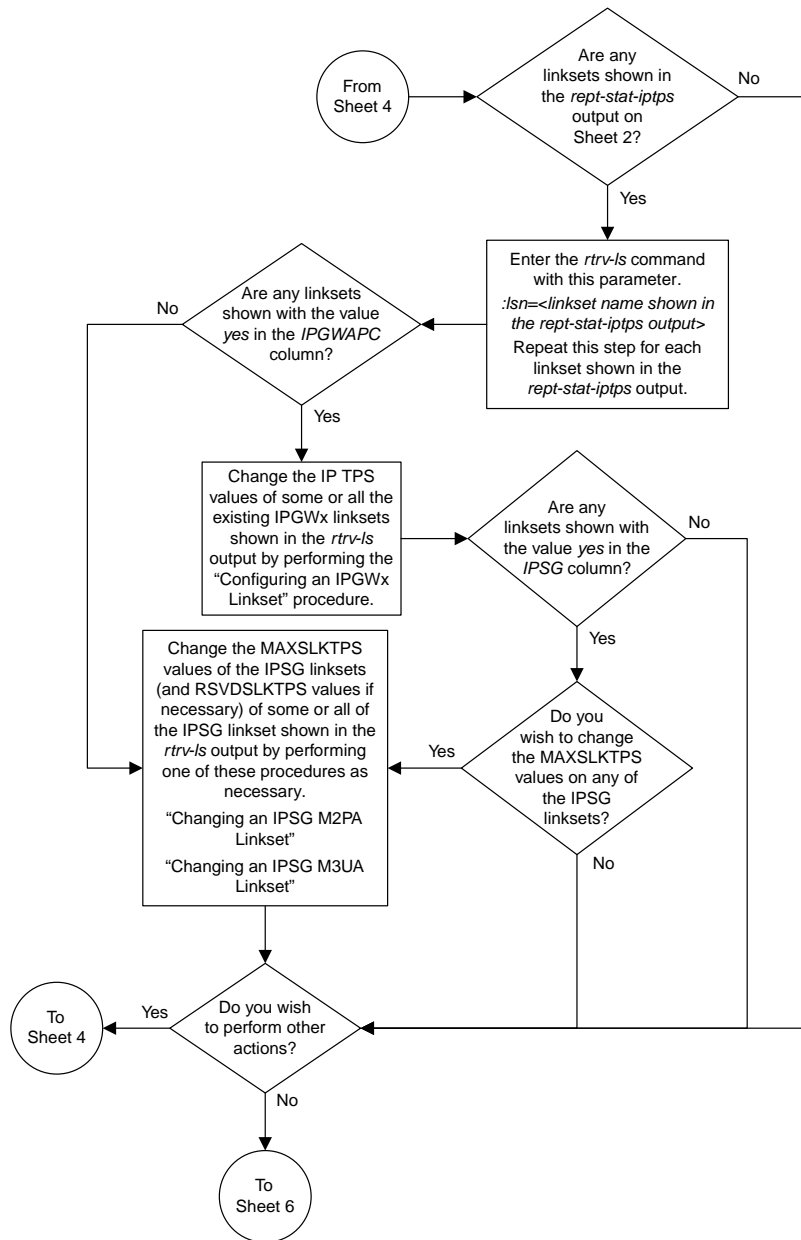 From
Sheet 4
Are any
linksets shown in
the rept-stat-iptps
output on
Sheet 2?
No
Yes
Enter the rtrv-ls command
with this parameter.
:lsn=<linkset name shown in
the rept-stat-iptps output>
Repeat this step for each
linkset shown in the
rept-stat-iptps output.
Are any linksets
shown with the value
yes in the IPGWAPC
column?
No
Yes
Change the IP TPS
values of some or all the
existing IPGWx linksets
shown in the rtrv-ls
output by performing the
“Configuring an IPGWx
Linkset” procedure.
Are any
linksets shown with
the value yes in the
IPSG column?
No
Yes
Do you
wish to change
the MAXSLKTPS
values on any of
the IPSG
linksets?
Yes
No
Change the MAXSLKTPS
values of the IPSG linksets
(and RSVDSLKTPS values if
necessary) of some or all of
the IPSG linkset shown in the
rtrv-ls output by performing
one of these procedures as
necessary.
“Changing an IPSG M2PA
Linkset”
“Changing an IPSG M3UA
Linkset”
Do you wish
to perform other
actions?
Yes
To
Sheet 4
No
To
Sheet 6